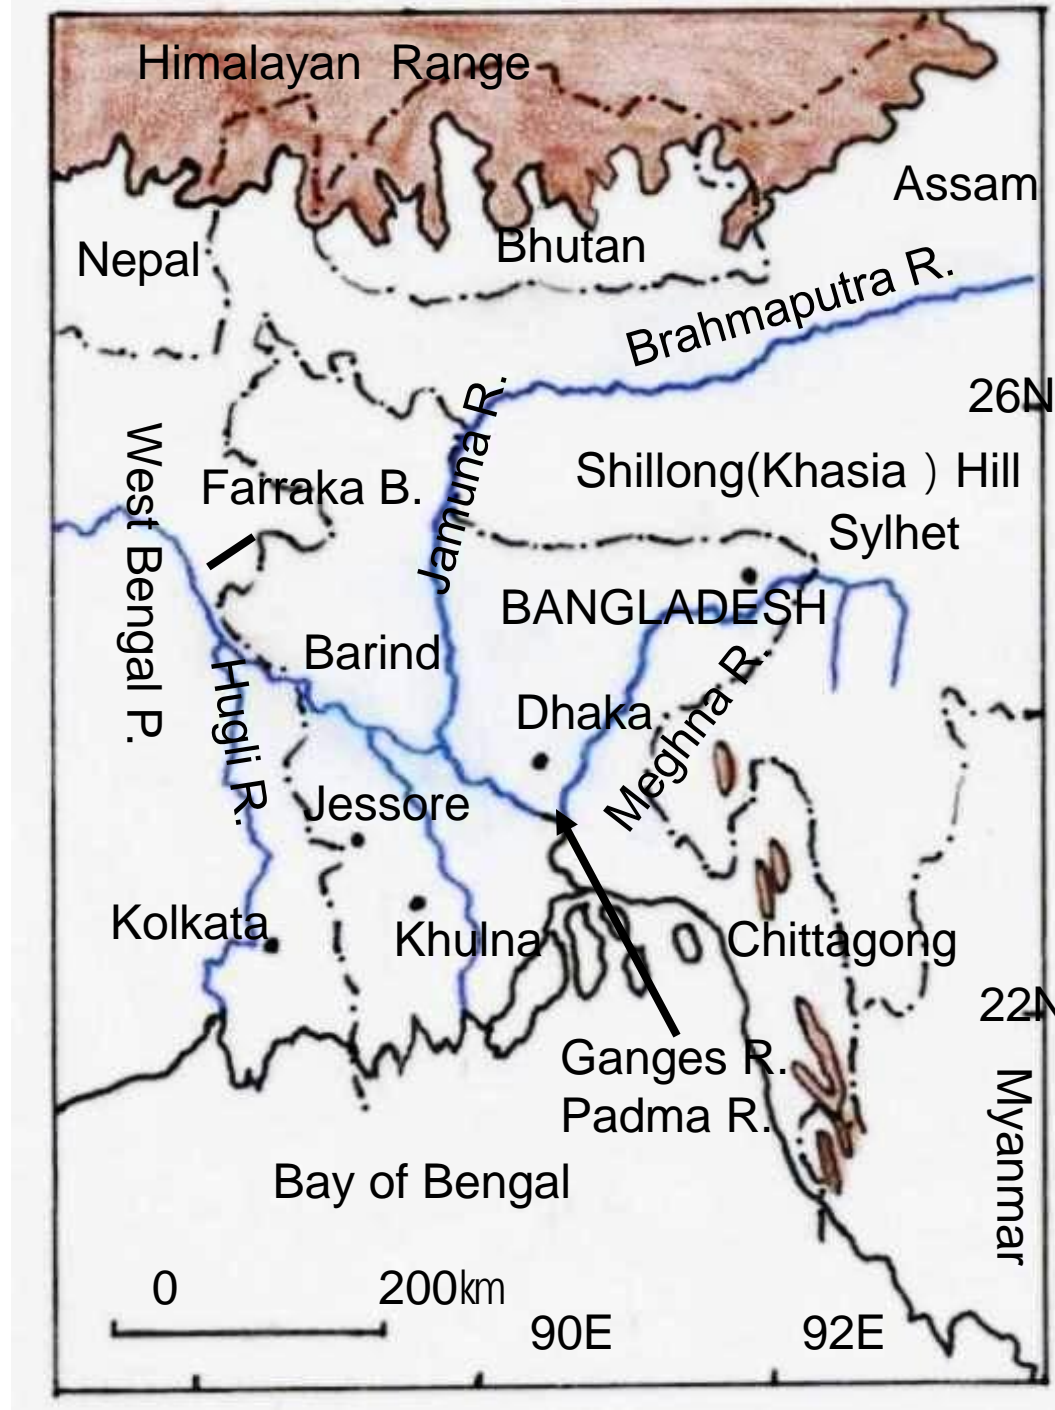 Himalayan Range
Assam
Nepal
Bhutan
Brahmaputra R.
26N
Jamuna R.
West Bengal P.
Farraka B.
Shillong(Khasia ) Hill
Sylhet
BANGLADESH
Barind
Hugli R.
Dhaka
Meghna R.
Jessore
Kolkata
Khulna
Chittagong
22N
Ganges R.
Padma R.
Myanmar
Bay of Bengal
0 200㎞
90E 92E